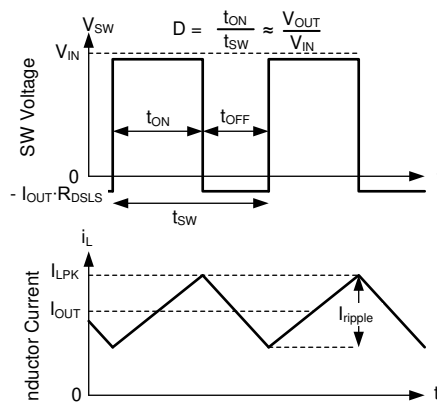 V_SW
D = t_ON / t_SW ≈ V_OUT / V_IN
V_IN
SW Voltage
t_ON
t_OFF
0
- I_OUT·R_DSLS
t_SW
i_L
I_LPK
I_OUT
nductor Current
I_ripple
0
t